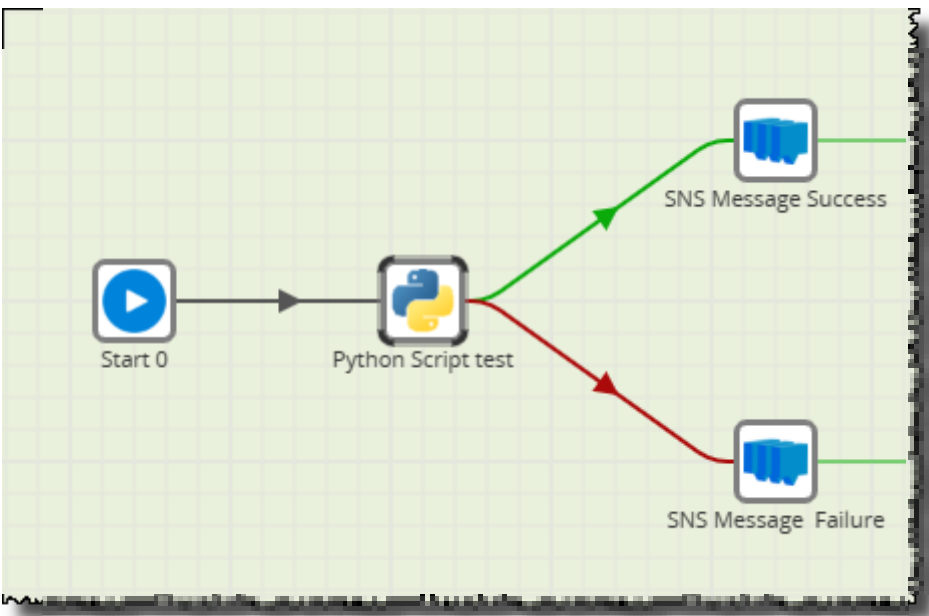 SNS Message Success
Start 0
Python Script test
SNS Message  Failure